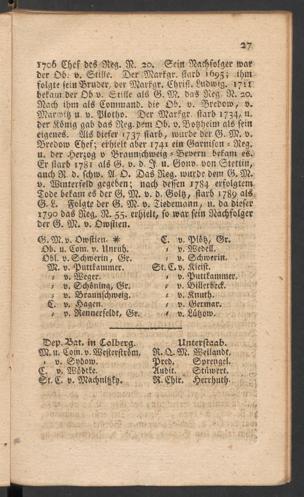 27
1706 Chef des Reg. N. 20. Sein Nachfolger war
der Ob. v. Stille. Der Markgr. starb 1695; ihm
folgte sein Bruder, der Markgr. Christ. Ludwig. 1711
bekam der Ob v. Stille als G. M. das Reg. N. 20.
Nach ihm als Command. die Ob. v. Bredow, v.
Marwitz u v. Plotho. Der Markgr. starb 1734, u.
der König gab das Reg. dem Ob. v. Boßheim als sein
eigenes. Als dieser 1737 starb, wurde der G. M. v.
Bredow Chef; erhielt aber 1741 ein Garnison-Reg.
u. der Herzog v Braunschweig-Bevern bekam es.
Er starb 1781 als G. v. d. J. u. Gouv. von Stettin,
auch R. d. schw. A. O. Das Reg. wurde dem G. M.
v. Winterfeld gegeben; nach dessen 1784 erfolgtem
Tode bekam es der G. M. v. d. Goltz, starb 1789 als
G. L. Folgte der G. M. v. Tiedemann, u. da dieser
1790 das Reg. N. 55. erhielt, so war sein Nachfolger
der G. M. v. Owstien.
G. M. v. Owstien. *
Ob. u. Com. v. Unruh.
Obl. v. Schwerin, Gr.
M. v. Puttkammer.
, v. Weger.
, v. Schöning, Gr.
, v. Braunschweig.
C. v. Hagen.
, v. Rennerfeldt, Gr.
C. v. Plötz, Gr.
, v. Wedell.
, v. Schwerin.
St. C. v. Kleist.
, v. Puttkammer.
, v. Billerbeck.
, v. Knuth.
, v. Germar.
, v. Lützow.
Dep. Bat. in Colberg.
M. u. Com. v. Westerström,
, v. Sydow.
C. v. Wödtke.
St. C. v. Machnitzky.
Unterstaab.
R. Q. M. Weilandt.
Pred. Sprengel.
Audit. Stüwert.
R. Chir. Herrhuth.